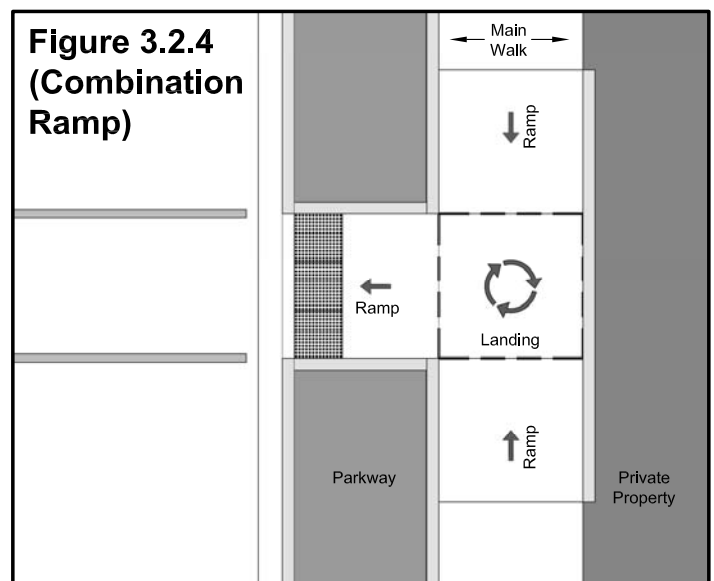 Figure 3.2.4
(Combination
Ramp)
Main
Walk
Ramp
Ramp
Landing
Ramp
Parkway
Private
Property